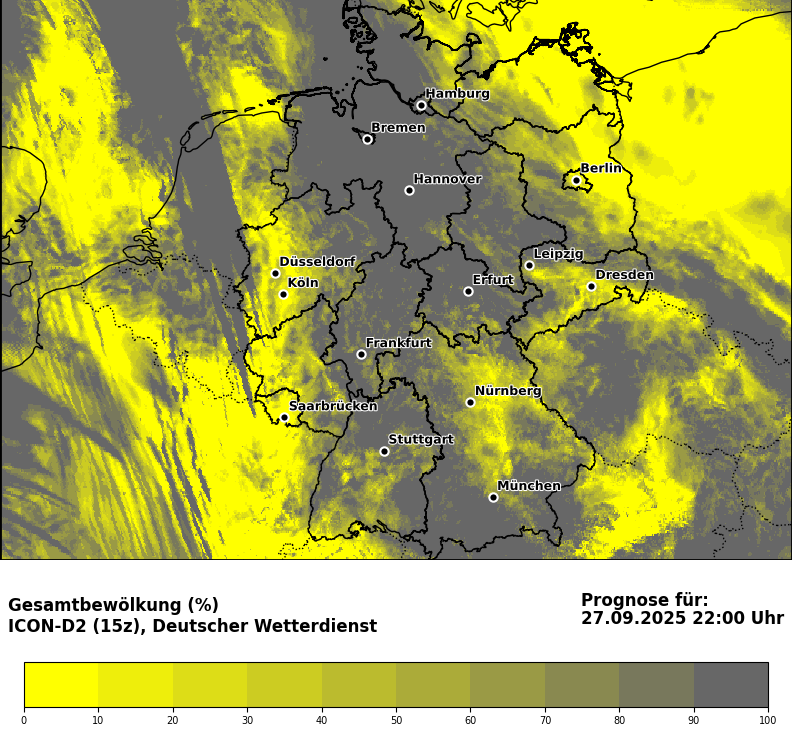 Hamburg
Bremen
Berlin
Hannover
Düsseldorf
Leipzig
Köln
Erfurt
Dresden
Frankfurt
Nürnberg
Saarbrücken
Stuttgart
München
Gesamtbewölkung (%)
ICON-D2 (15z), Deutscher Wetterdienst
Prognose für:
27.09.2025 22:00 Uhr
0 10 20 30 40 50 60 70 80 90 100